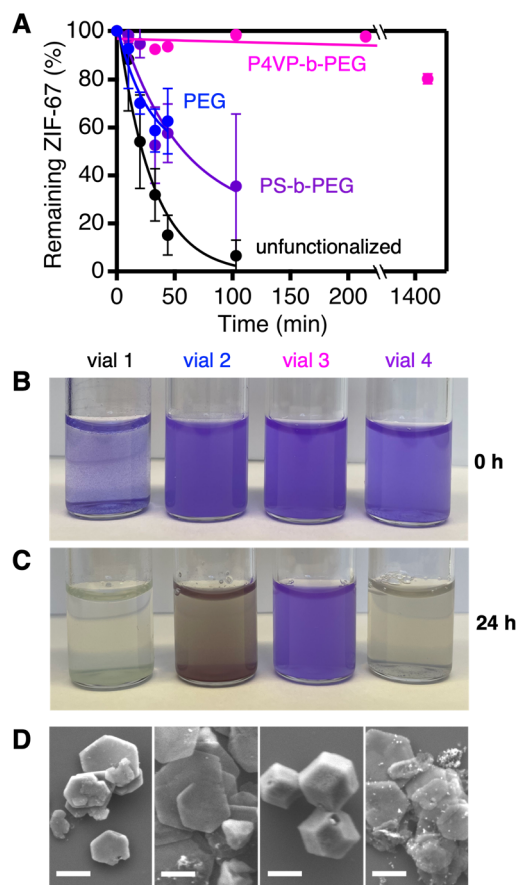 A
Remaining ZIF-67 (%)
100
80
60
40
20
0
P4VP-b-PEG
PEG
PS-b-PEG
unfunctionalized
0 50 100 150 200 1400
Time (min)
vial 1 vial 2 vial 3 vial 4
B
0 h
C
24 h
D